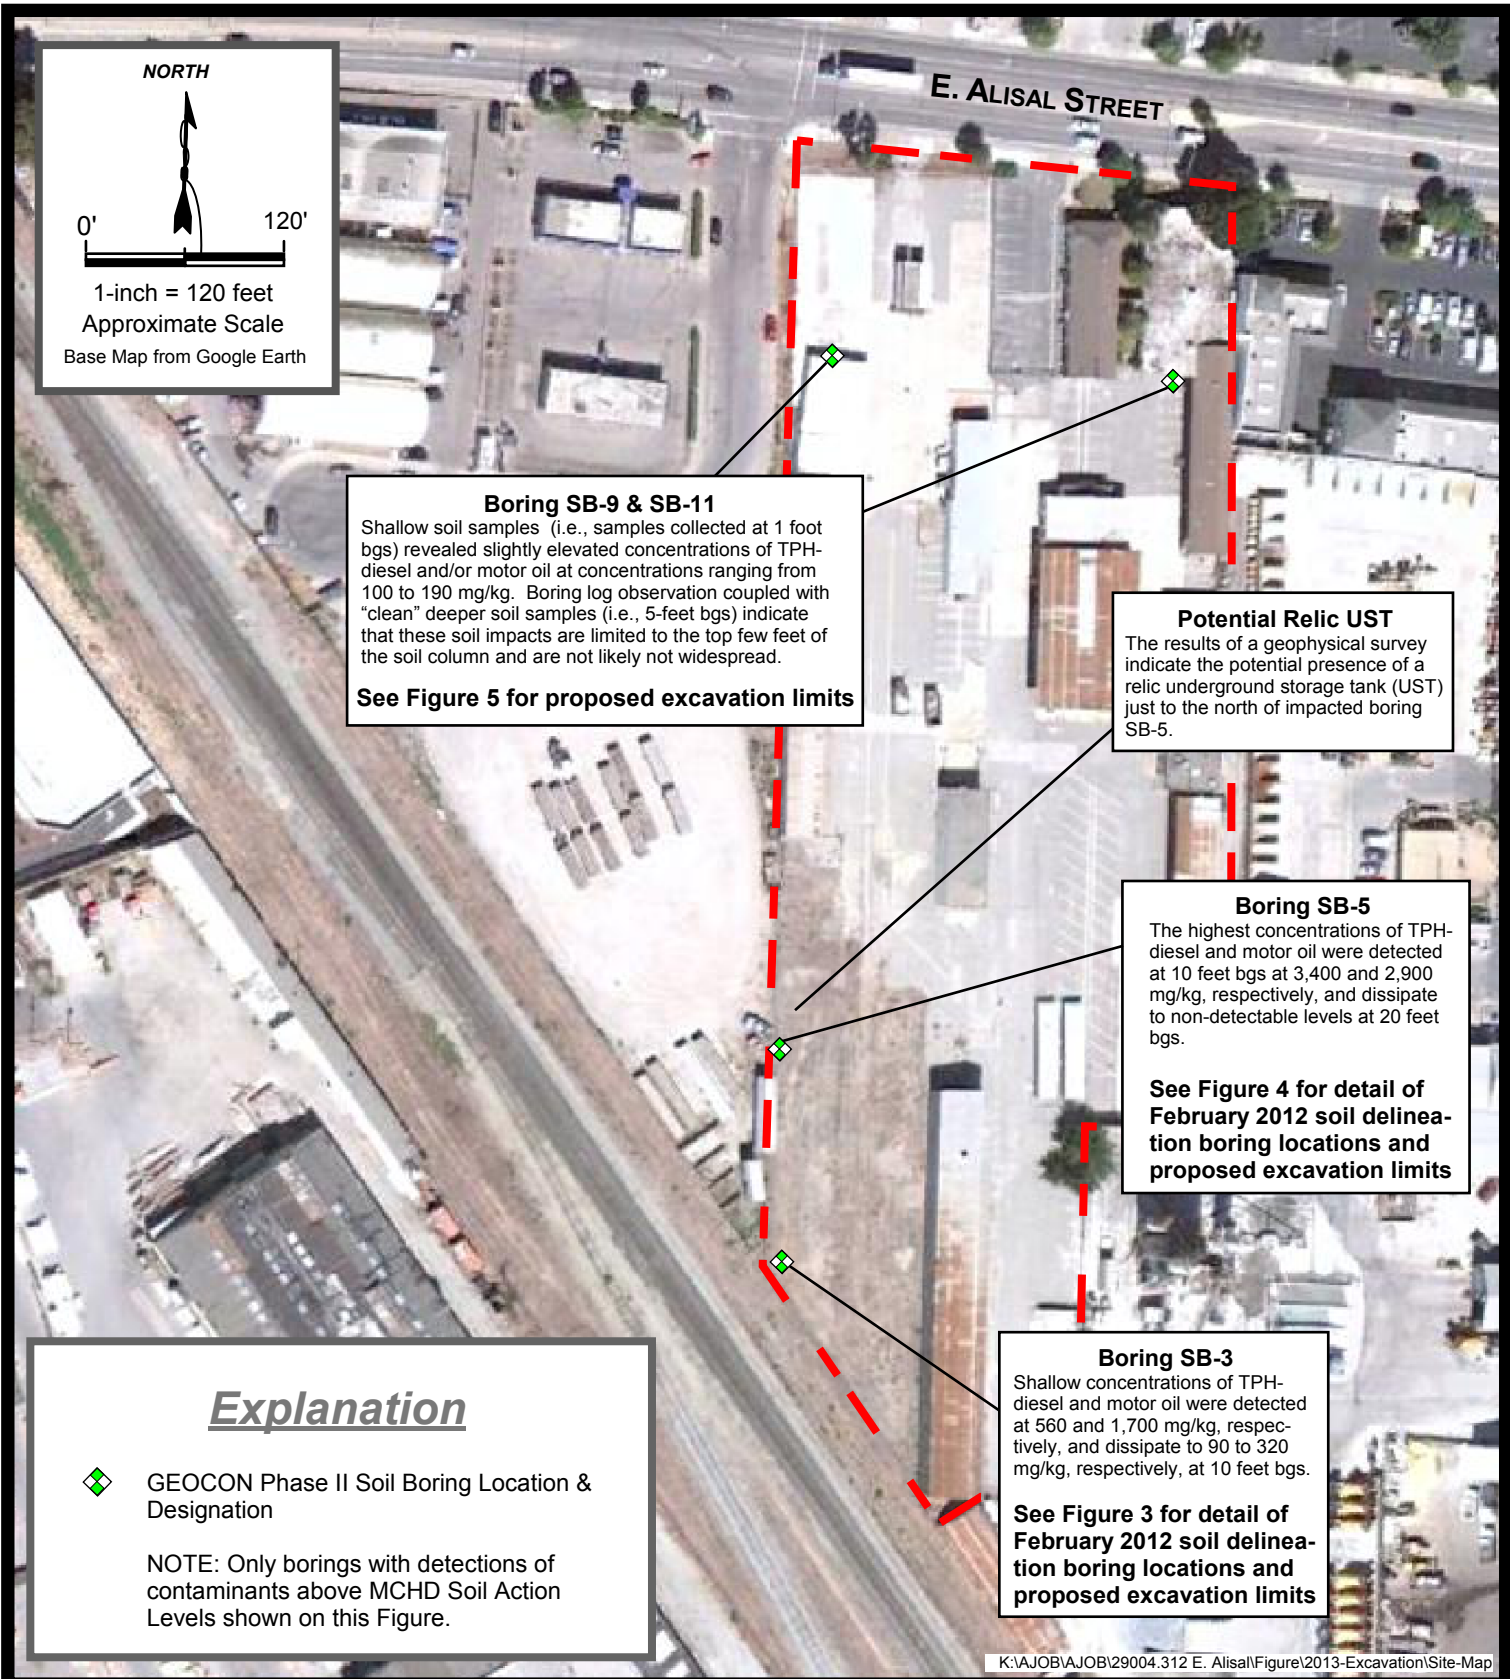 NORTH
0' 120'
1-inch = 120 feet
Approximate Scale
Base Map from Google Earth
E. ALISAL STREET
Boring SB-9 & SB-11
Shallow soil samples (i.e., samples collected at 1 foot
bgs) revealed slightly elevated concentrations of TPH-
diesel and/or motor oil at concentrations ranging from
100 to 190 mg/kg. Boring log observation coupled with
“clean” deeper soil samples (i.e., 5-feet bgs) indicate
that these soil impacts are limited to the top few feet of
the soil column and are not likely not widespread.
See Figure 5 for proposed excavation limits
Potential Relic UST
The results of a geophysical survey
indicate the potential presence of a
relic underground storage tank (UST)
just to the north of impacted boring
SB-5.
Boring SB-5
The highest concentrations of TPH-
diesel and motor oil were detected
at 10 feet bgs at 3,400 and 2,900
mg/kg, respectively, and dissipate
to non-detectable levels at 20 feet
bgs.
See Figure 4 for detail of
February 2012 soil delinea-
tion boring locations and
proposed excavation limits
Boring SB-3
Shallow concentrations of TPH-
diesel and motor oil were detected
at 560 and 1,700 mg/kg, respec-
tively, and dissipate to 90 to 320
mg/kg, respectively, at 10 feet bgs.
See Figure 3 for detail of
February 2012 soil delinea-
tion boring locations and
proposed excavation limits
Explanation
GEOCON Phase II Soil Boring Location &
Designation
NOTE: Only borings with detections of
contaminants above MCHD Soil Action
Levels shown on this Figure.
K:\AJOB\AJOB\29004.312 E. Alisal\Figure\2013-Excavation\Site-Map